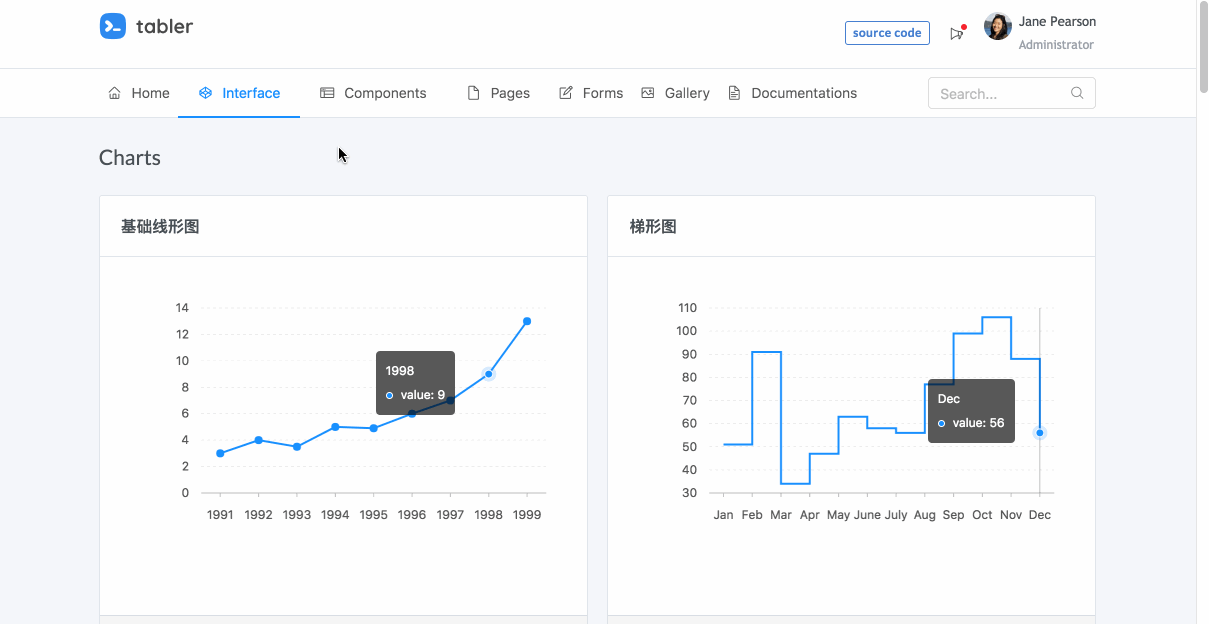 tabler
source code
Jane Pearson
Administrator
Home
Interface
Components
Pages
Forms
Gallery
Documentations
Search...
Charts
基础线形图
14
12
10
8
6
4
2
0
1998
value: 9
1991 1992 1993 1994 1995 1996 1997 1998 1999
梯形图
110
100
90
80
70
60
50
40
30
Dec
value: 56
Jan Feb Mar Apr May June July Aug Sep Oct Nov Dec